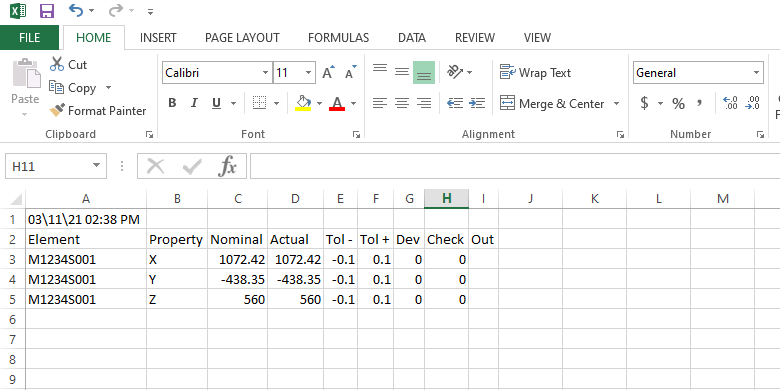 FILE HOME INSERT PAGE LAYOUT FORMULAS DATA REVIEW VIEW
Cut
Copy
Format Painter
Paste
Clipboard
Calibri 11
B I U
Font
Wrap Text
Merge & Center
Alignment
General
$ % ,
Number
H11 fx
A B C D E F G H I J K L M
1 03\11\21 02:38 PM
2 Element Property Nominal Actual Tol - Tol + Dev Check Out
3 M1234S001 X 1072.42 1072.42 -0.1 0.1 0 0
4 M1234S001 Y -438.35 -438.35 -0.1 0.1 0 0
5 M1234S001 Z 560 560 -0.1 0.1 0 0
6
7
8
9